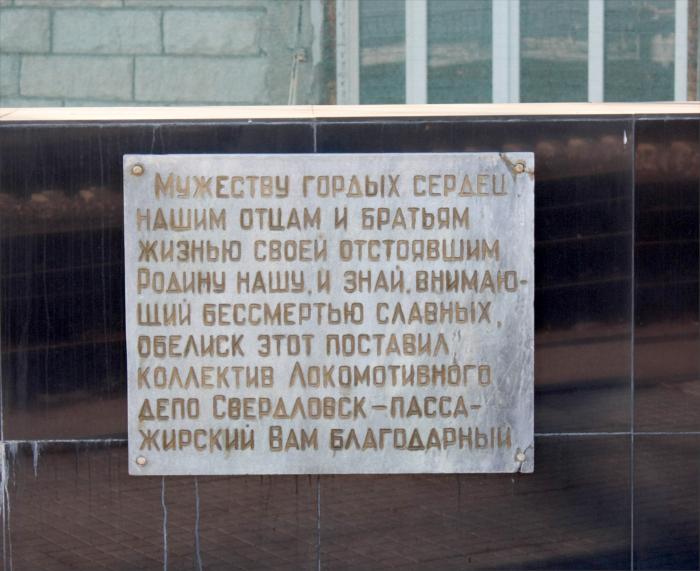 Мужеству гордых сердец
нашим отцам и братьям
жизнью своей отстоявшим
Родину нашу, и знай, внимаю-
щий бессмертью славных,
обелиск этот поставил
коллектив Локомотивного
депо Свердловск-пасса-
жирский Вам благодарный